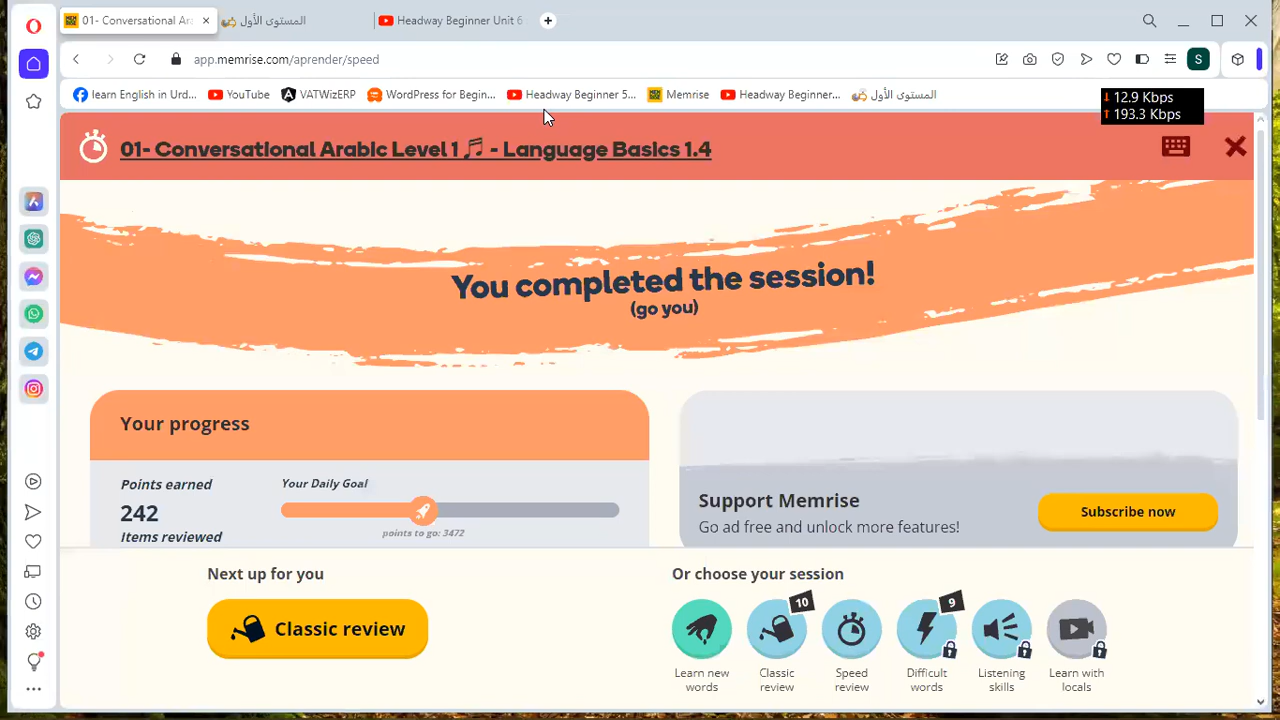 01- Conversational Ara
المستوى الأول
Headway Beginner Unit 6
app.memrise.com/aprender/speed
S
learn English in Urd...
YouTube
VATWizERP
WordPress for Begin...
Headway Beginner 5...
Memrise
Headway Beginner...
المستوى الأول
↓ 12.9 Kbps
↑ 193.3 Kbps
01- Conversational Arabic Level 1🎵 - Language Basics 1.4
You completed the session!
(go you)
Your progress
Points earned
242
Items reviewed
Your Daily Goal
points to go: 3472
Support Memrise
Go ad free and unlock more features!
Subscribe now
Next up for you
Classic review
Or choose your session
10
9
Learn new words
Classic review
Speed review
Difficult words
Listening skills
Learn with locals